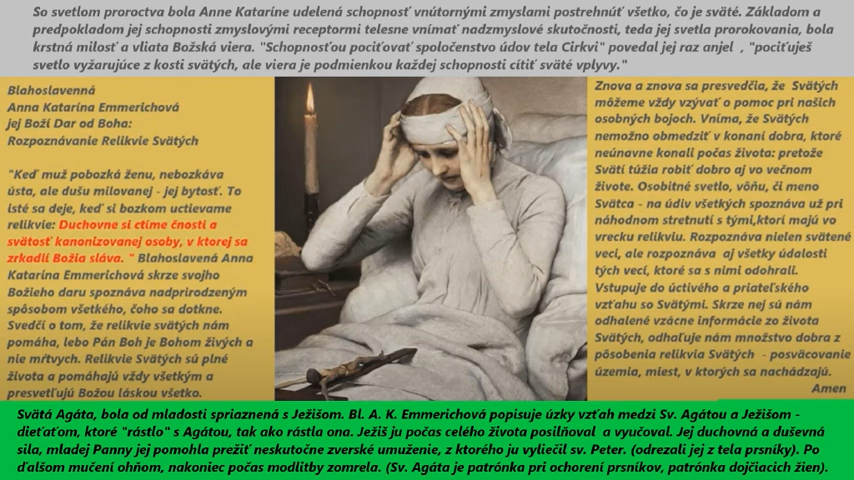 So svetlom proroctva bola Anne Kataríne udelená schopnosť vnútornými zmyslami postrehnúť všetko, čo je sväté. Základom a
predpokladom jej schopnosti zmyslovými receptormi telesne vnímať nadzmyslové skutočnosti, teda jej svetla prorokovania, bola
krstná milosť a vliata Božská viera. "Schopnosťou pociťovať spoločenstvo údov tela Cirkvi" povedal jej raz anjel , "pociťuješ
svetlo vyžarujúce z kosti svätých, ale viera je podmienkou každej schopnosti cítiť sväté vplyvy."
Blahoslavenná
Anna Katarína Emmerichová
jej Boží Dar od Boha:
Rozpoznávanie Relikvie Svätých
"Keď muž pobozká ženu, nebozkáva
ústa, ale dušu milovanej - jej bytosť. To
isté sa deje, keď si bozkom uctievame
relikvie: Duchovne si ctíme čnosti a
svätosť kanonizovanej osoby, v ktorej sa
zrkadlí Božia sláva. " Blahoslavená Anna
Katarína Emmerichová skrze svojho
Božieho daru spoznáva nadprirodzeným
spôsobom všetkého, čoho sa dotkne.
Svedčí o tom, že relikvie svätých nám
pomáha, lebo Pán Boh je Bohom živých a
nie mŕtvych. Relikvie Svätých sú plné
života a pomáhajú vždy všetkým a
presvetľujú Božou láskou všetko.
Znova a znova sa presvedčila, že Svätých
môžeme vždy vzývať o pomoc pri našich
osobných bojoch. Vníma, že Svätých
nemožno obmedziť v konaní dobra, ktoré
neúnavne konali počas života: pretože
Svätí túžia robiť dobro aj vo večnom
živote. Osobitné svetlo, vôňu, či meno
Svätca - na údiv všetkých spoznáva už pri
náhodnom stretnutí s tými,ktorí majú vo
vrecku relikviu. Rozpoznáva nielen svätené
veci, ale rozpoznáva aj všetky údalosti
tých vecí, ktoré sa s nimi odohrali.
Vstupuje do úctivého a priateľského
vzťahu so Svätými. Skrze nej sú nám
odhalené vzácne informácie zo života
Svätých, odhaľuje nám množstvo dobra z
pôsobenia relikvia Svätých - posväcovanie
územia, miest, v ktorých sa nachádzajú.
Amen
Svätá Agáta, bola od mladosti spriaznená s Ježišom. Bl. A. K. Emmerichová popisuje úzky vzťah medzi Sv. Agátou a Ježišom -
dieťaťom, ktoré "rástlo" s Agátou, tak ako rástla ona. Ježiš ju počas celého života posilňoval a vyučoval. Jej duchovná a duševná
sila, mladej Panny jej pomohla prežiť neskutočne zverské umuženie, z ktorého ju vyliečil sv. Peter. (odrezali jej z tela prsníky). Po
ďalšom mučení ohňom, nakoniec počas modlitby zomrela. (Sv. Agáta je patrónka pri ochorení prsníkov, patrónka dojčiacich žien).